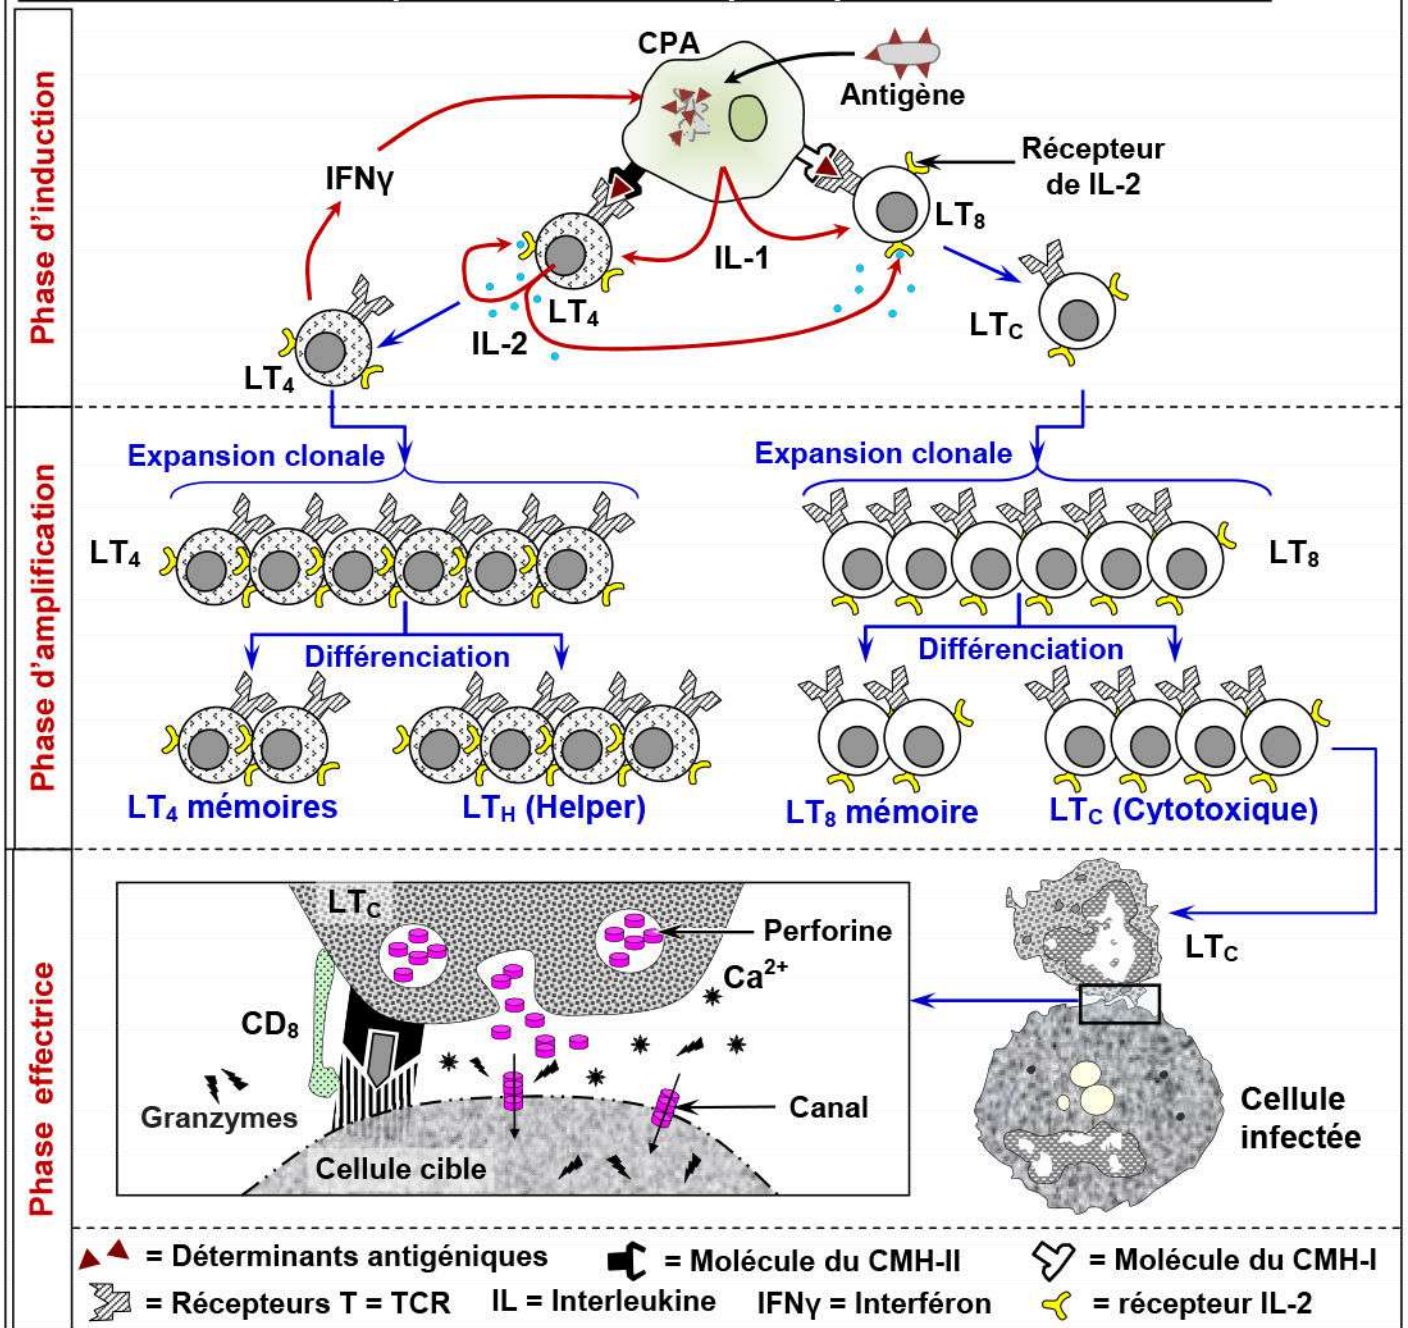 Phase d'induction
CPA
Antigène
IFNγ
Récepteur
de IL-2
LT8
IL-1
LT4
IL-2
LTC
LT4
Phase d'amplification
Expansion clonale
Expansion clonale
LT4
LT8
Différenciation
Différenciation
LT4 mémoires
LTH (Helper)
LT8 mémoire
LTC (Cytotoxique)
Phase effectrice
LTC
Perforine
Ca2+
CD8
Granzymes
Canal
Cellule cible
LTC
Cellule
infectée
= Déterminants antigéniques
= Molécule du CMH-II
= Molécule du CMH-I
= Récepteurs T = TCR
IL = Interleukine
IFNγ = Interféron
= récepteur IL-2